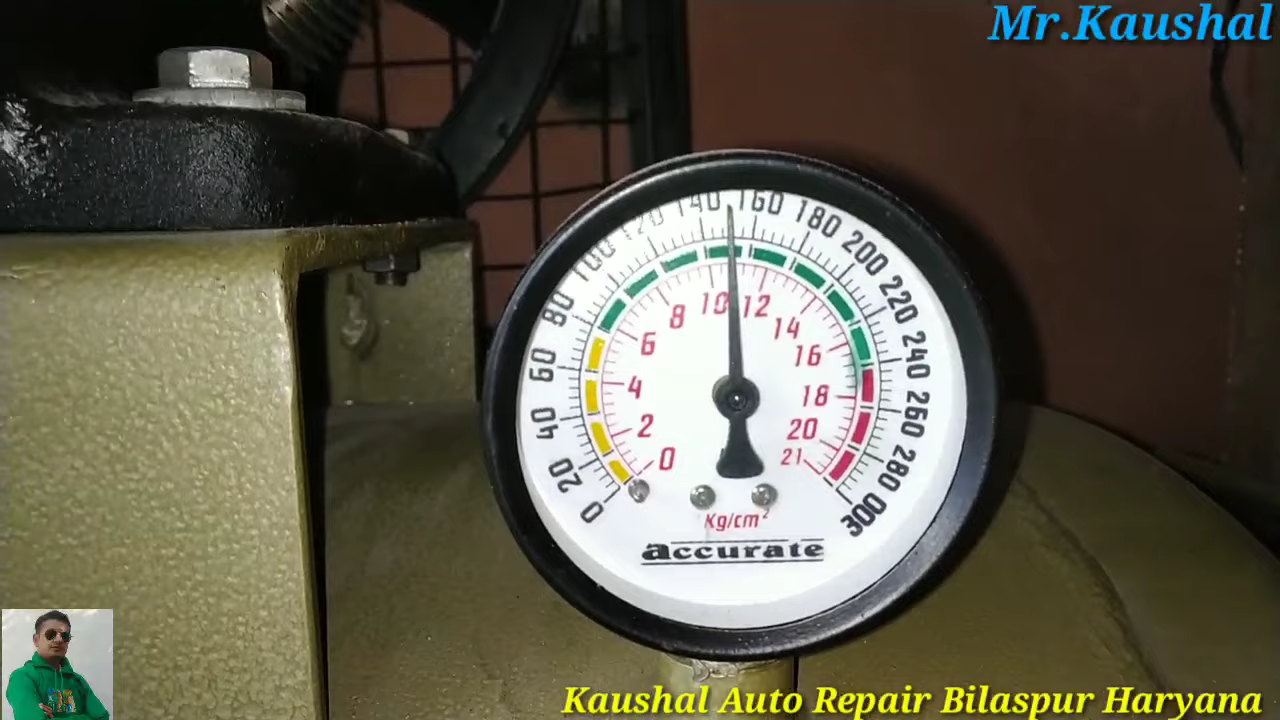 Mr.Kaushal
0 20 40 60 80 100 120 140 160 180 200 220 240 260 280 300
0 2 4 6 8 10 12 14 16 18 20 21
Kg/cm²
accurate
Kaushal Auto Repair Bilaspur Haryana